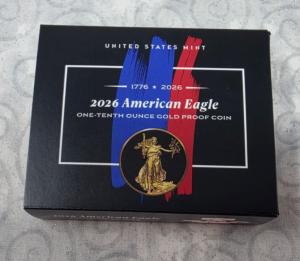 UNITED STATES MINT
1776 ★ 2026
2026 American Eagle
ONE-TENTH OUNCE GOLD PROOF COIN
2026 American Eagle